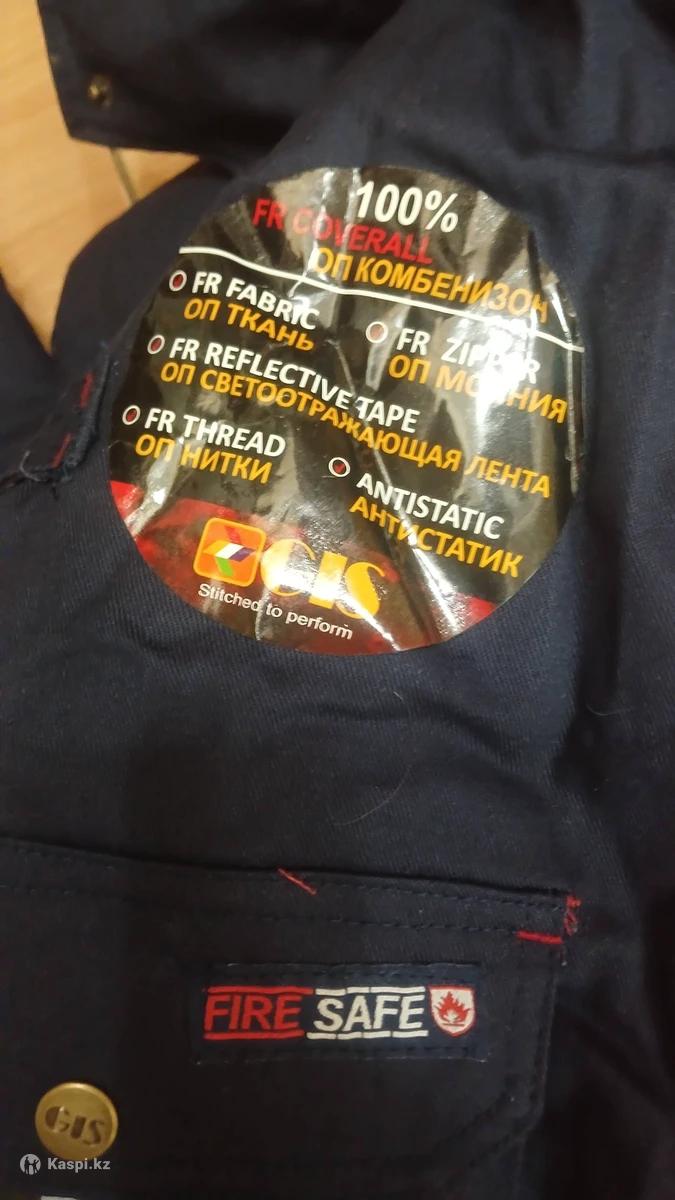 100%
FR COVERALL
ОП КОМБЕНИЗОН
FR FABRIC
ОП ТКАНЬ
FR ZIPPER
ОП МОЛНИЯ
FR REFLECTIVE TAPE
ОП СВЕТООТРАЖАЮЩАЯ ЛЕНТА
FR THREAD
ОП НИТКИ
ANTISTATIC
АНТИСТАТИК
GIS
Stitched to perform
FIRE SAFE
GIS
Kaspi.kz